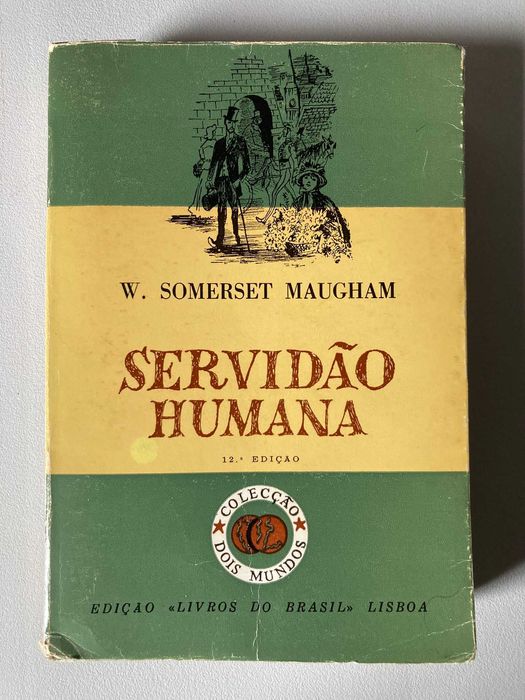 W. SOMERSET MAUGHAM
SERVIDÃO
HUMANA
12.ª EDIÇÃO
COLECÇÃO
DOIS MUNDOS
EDIÇÃO «LIVROS DO BRASIL» LISBOA